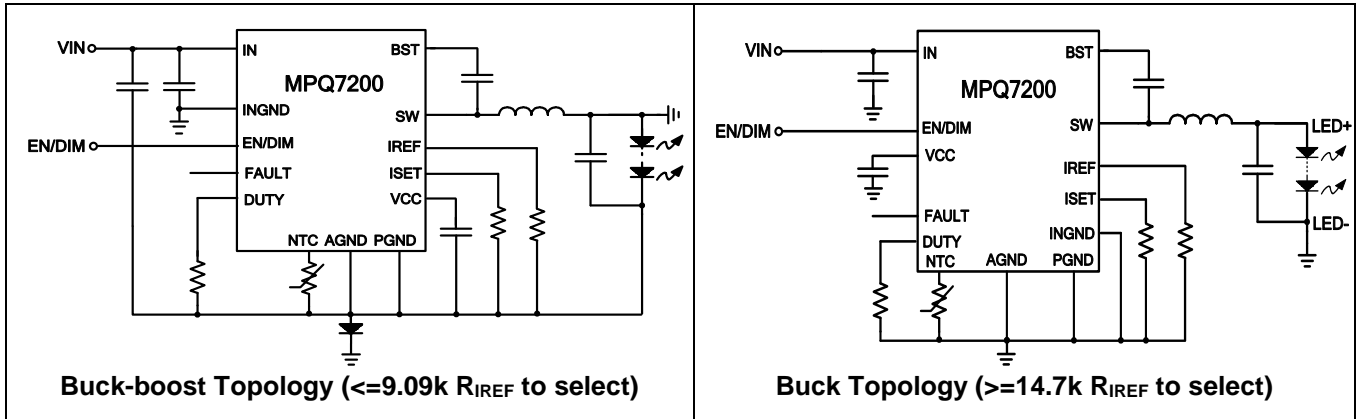 VIN
IN
BST
MPQ7200
INGND
SW
EN/DIM
EN/DIM
IREF
FAULT
ISET
DUTY
VCC
NTC AGND PGND
Buck-boost Topology (<=9.09k RIREF to select)
VIN
IN
BST
MPQ7200
EN/DIM
EN/DIM
SW
LED+
VCC
IREF
ISET
FAULT
INGND
LED-
DUTY
NTC AGND PGND
Buck Topology (>=14.7k RIREF to select)